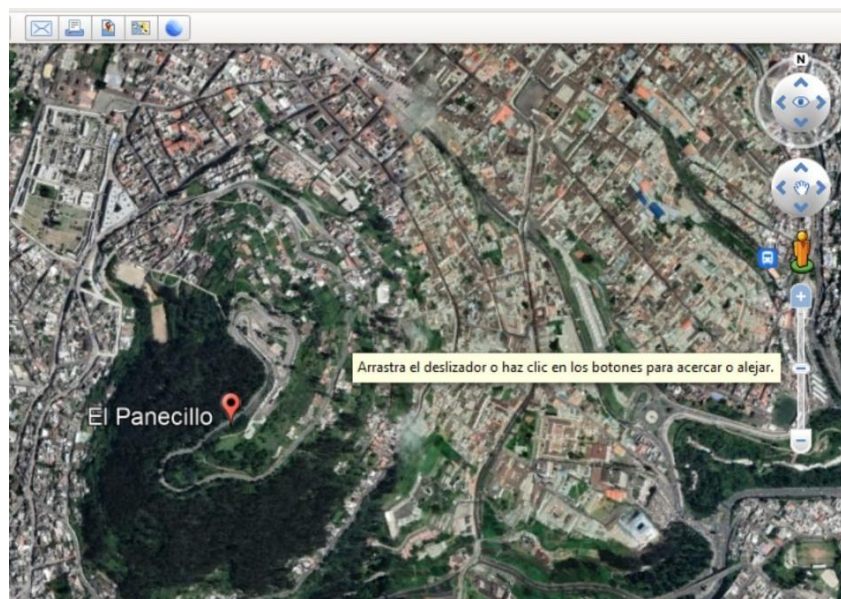 N
Arrastra el deslizador o haz clic en los botones para acercar o alejar.
El Panecillo